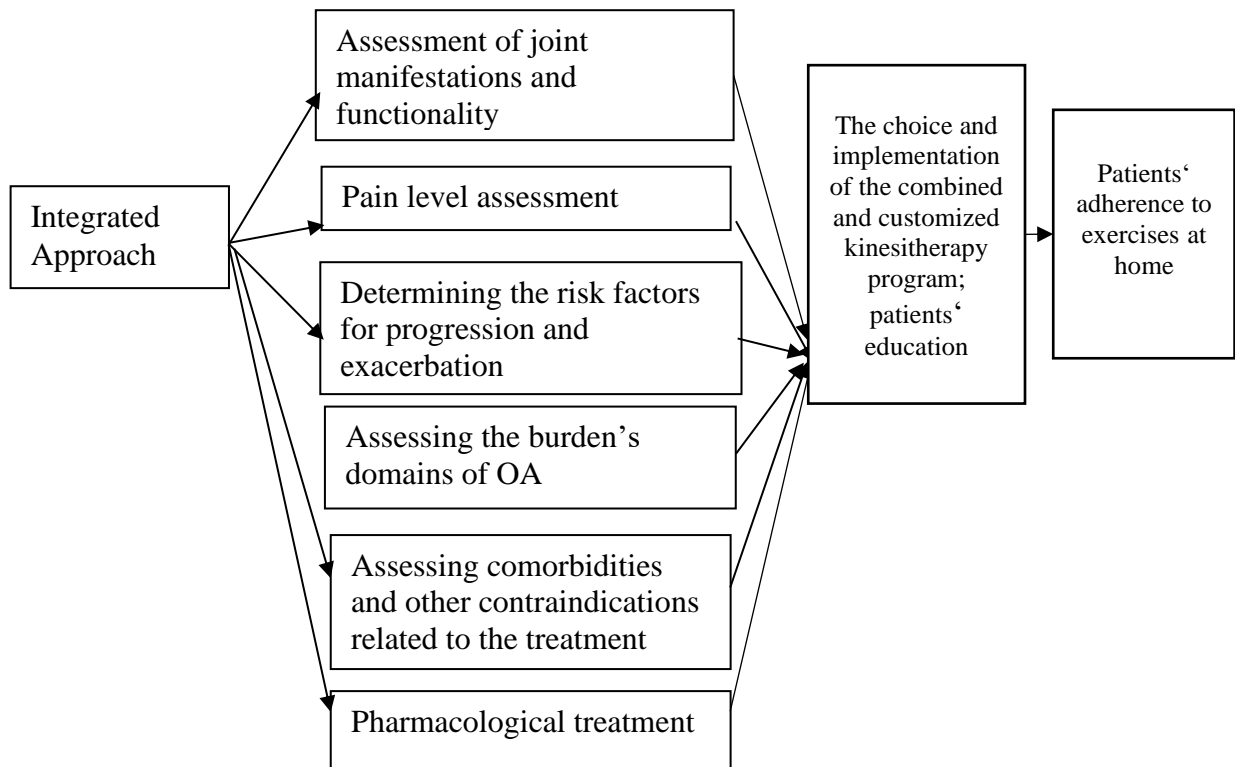 Integrated
Approach
Assessment of joint
manifestations and
functionality
Pain level assessment
Determining the risk factors
for progression and
exacerbation
Assessing the burden’s
domains of OA
Assessing comorbidities
and other contraindications
related to the treatment
Pharmacological treatment
The choice and
implementation
of the combined
and customized
kinesitherapy
program;
patients‘
education
Patients‘
adherence to
exercises at
home